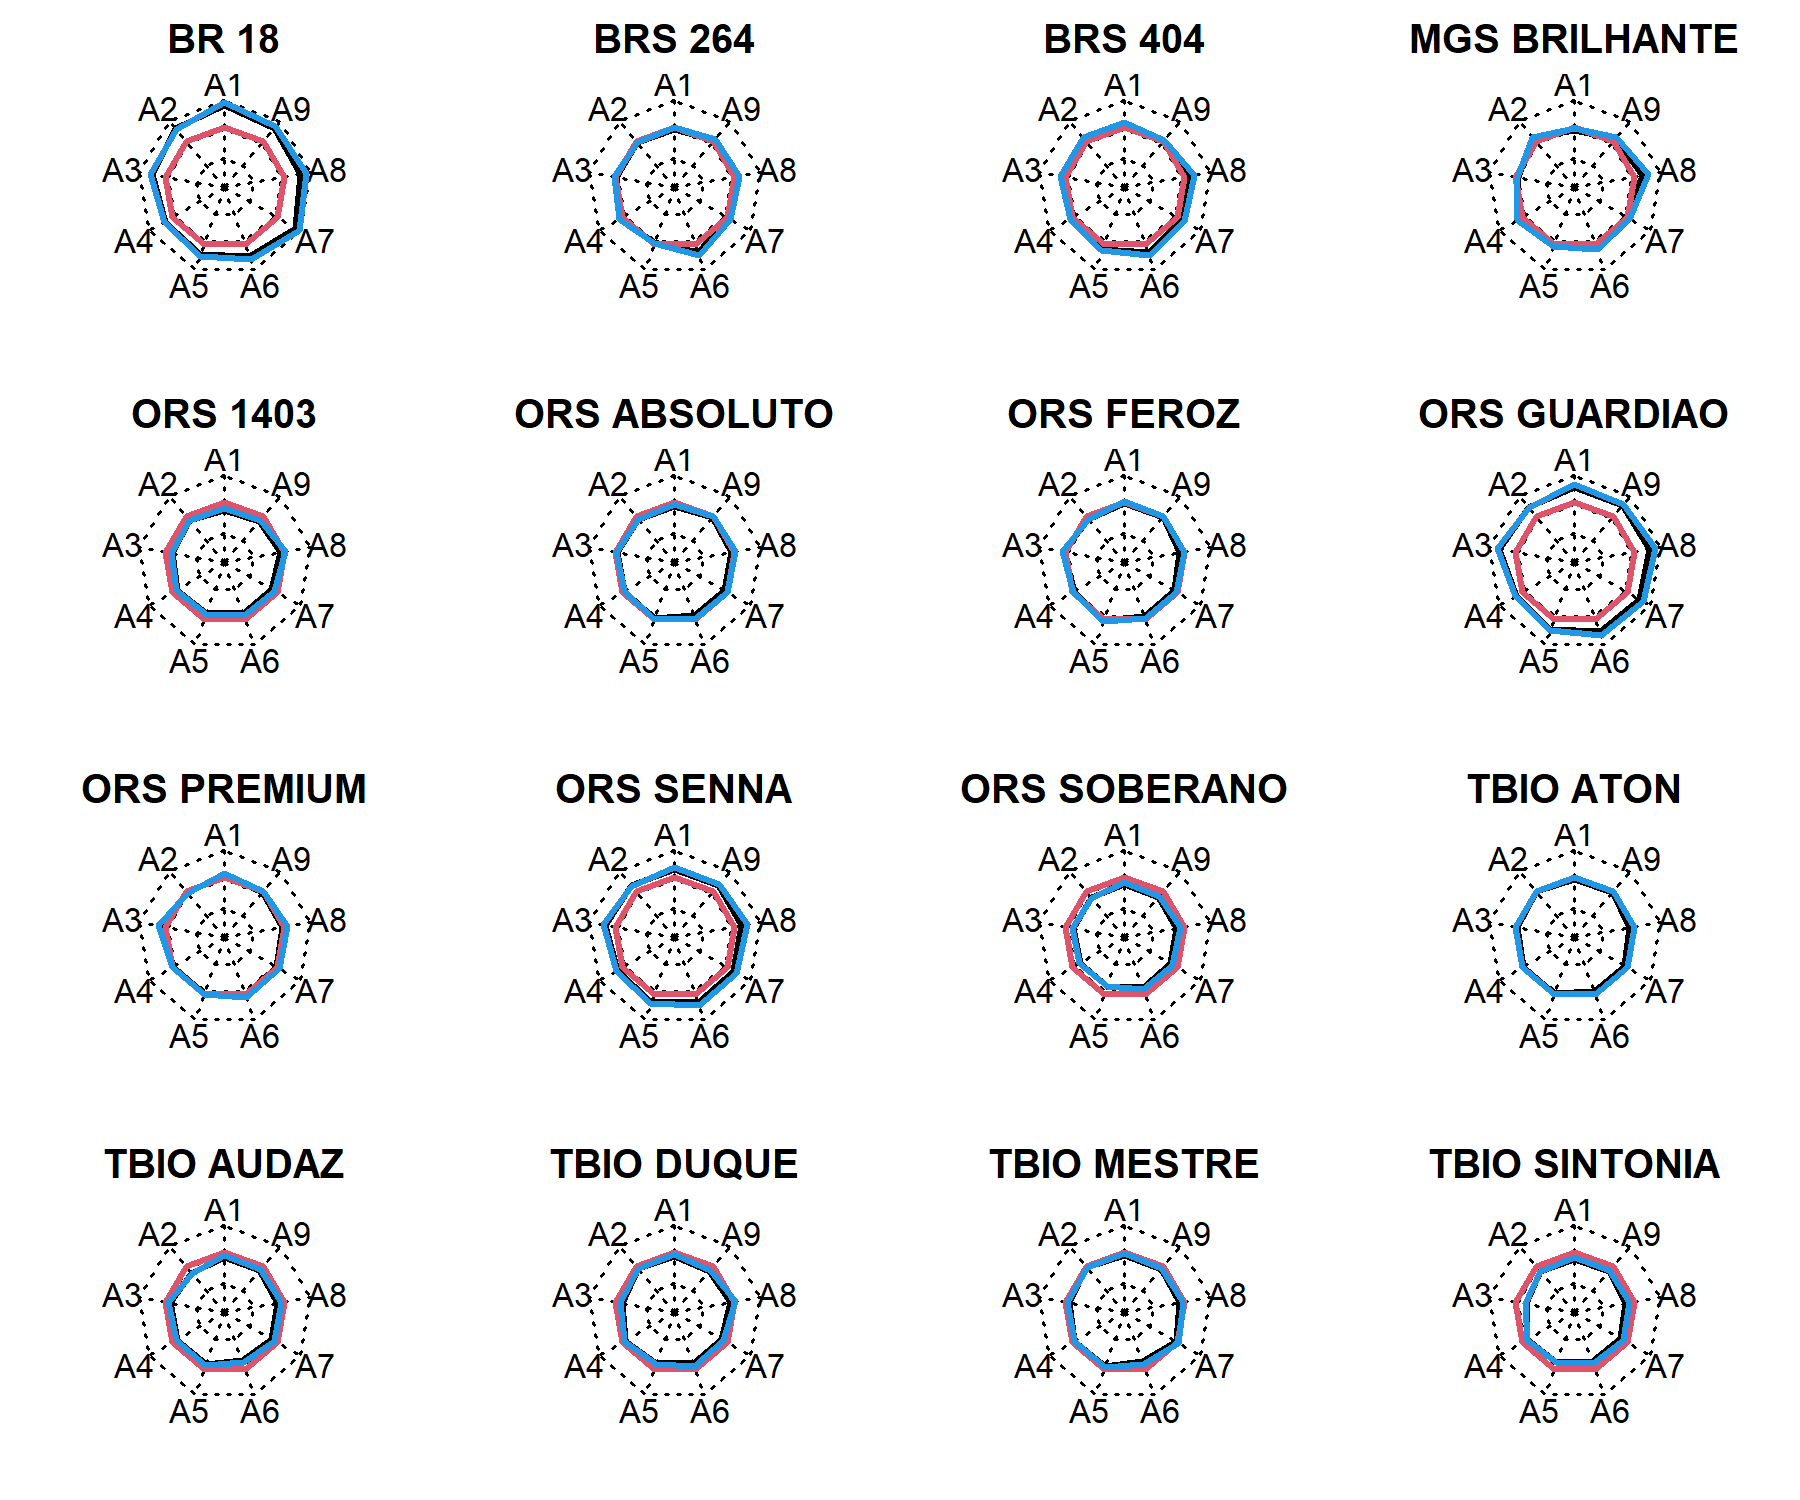 BR 18
BRS 264
BRS 404
MGS BRILHANTE
A1
A2
A9
A3
A8
A4
A7
A5
A6
A1
A2
A9
A3
A8
A4
A7
A5
A6
A1
A2
A9
A3
A8
A4
A7
A5
A6
A1
A2
A9
A3
A8
A4
A7
A5
A6
ORS 1403
ORS ABSOLUTO
ORS FEROZ
ORS GUARDIAO
A1
A2
A9
A3
A8
A4
A7
A5
A6
A1
A2
A9
A3
A8
A4
A7
A5
A6
A1
A2
A9
A3
A8
A4
A7
A5
A6
A1
A2
A9
A3
A8
A4
A7
A5
A6
ORS PREMIUM
ORS SENNA
ORS SOBERANO
TBIO ATON
A1
A2
A9
A3
A8
A4
A7
A5
A6
A1
A2
A9
A3
A8
A4
A7
A5
A6
A1
A2
A9
A3
A8
A4
A7
A5
A6
A1
A2
A9
A3
A8
A4
A7
A5
A6
TBIO AUDAZ
TBIO DUQUE
TBIO MESTRE
TBIO SINTONIA
A1
A2
A9
A3
A8
A4
A7
A5
A6
A1
A2
A9
A3
A8
A4
A7
A5
A6
A1
A2
A9
A3
A8
A4
A7
A5
A6
A1
A2
A9
A3
A8
A4
A7
A5
A6